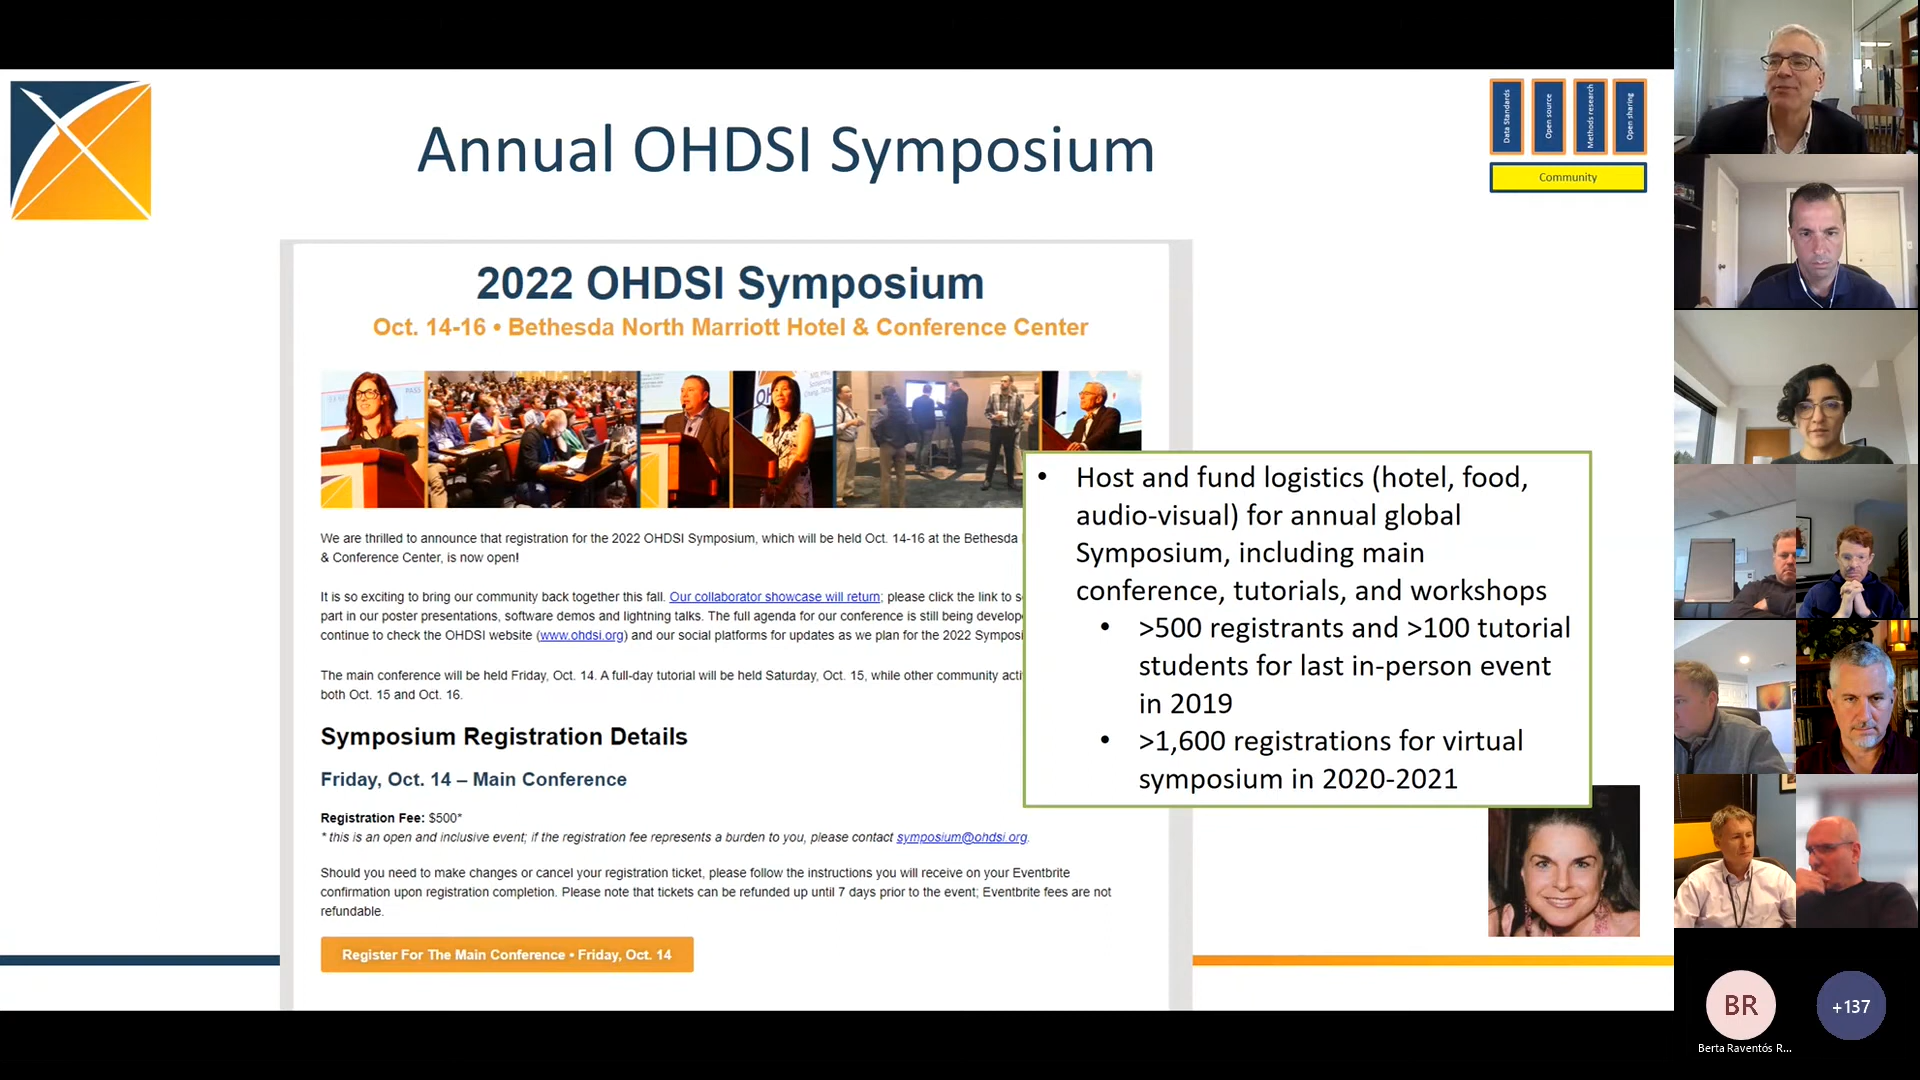 Annual OHDSI Symposium
Data Standards
Open source
Methods research
Open sharing
Community
2022 OHDSI Symposium
Oct. 14-16 • Bethesda North Marriott Hotel & Conference Center
PASS
We are thrilled to announce that registration for the 2022 OHDSI Symposium, which will be held Oct. 14-16 at the Bethesda
& Conference Center, is now open!
It is so exciting to bring our community back together this fall. Our collaborator showcase will return; please click the link to s
part in our poster presentations, software demos and lightning talks. The full agenda for our conference is still being develope
continue to check the OHDSI website (www.ohdsi.org) and our social platforms for updates as we plan for the 2022 Symposi
The main conference will be held Friday, Oct. 14. A full-day tutorial will be held Saturday, Oct. 15, while other community acti
both Oct. 15 and Oct. 16.
Symposium Registration Details
Friday, Oct. 14 – Main Conference
Registration Fee: $500*
* this is an open and inclusive event; if the registration fee represents a burden to you, please contact symposium@ohdsi.org.
Should you need to make changes or cancel your registration ticket, please follow the instructions you will receive on your Eventbrite
confirmation upon registration completion. Please note that tickets can be refunded up until 7 days prior to the event; Eventbrite fees are not
refundable.
Register For The Main Conference • Friday, Oct. 14
• Host and fund logistics (hotel, food,
audio-visual) for annual global
Symposium, including main
conference, tutorials, and workshops
• >500 registrants and >100 tutorial
students for last in-person event
in 2019
• >1,600 registrations for virtual
symposium in 2020-2021
BR
+137
Berta Raventós R...